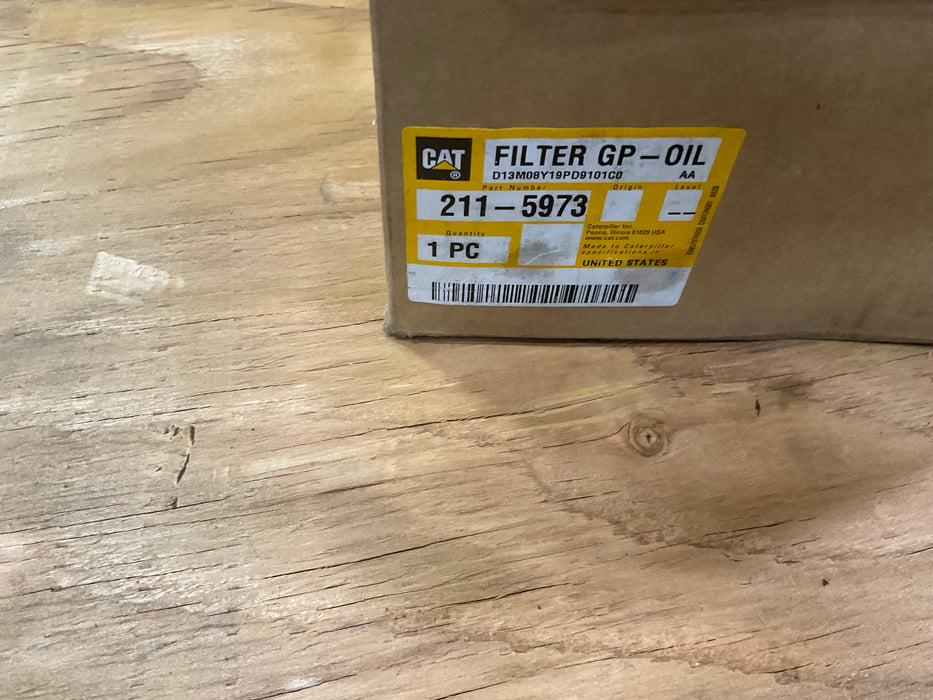 CAT
®
FILTER GP-OIL
D13M08Y19PD9101C0 AA
Part Number Origin Level
211-5973 --
Quantity
1 PC
Caterpillar Inc.
Peoria, Illinois 61629 USA
www.cat.com
Made to Caterpillar
specifications in
UNITED STATES